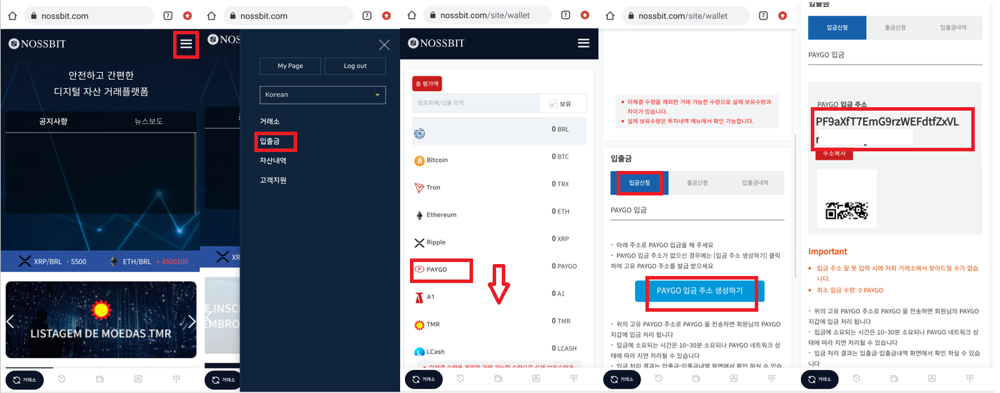 nossbit.com
7
NOSSBIT
안전하고 간편한
디지털 자산 거래플랫폼
공지사항
뉴스보도
XRP/BRL - 5500
ETH/BRL + 4500100
LISTAGEM DE MOEDAS TMR
거래소
nossbit.com
7
My Page
Log out
Korean
거래소
입출금
자산내역
고객지원
XR
E.INSC
EMBRO
거래소
nossbit.com/site/wallet
7
NOSSBIT
총 평가액
암호화폐/심볼 검색
보유
0 BRL
Bitcoin
0 BTC
Tron
0 TRX
Ethereum
0 ETH
Ripple
0 XRP
PAYGO
0 PAYGO
A1
0 A1
TMR
0 TMR
LCash
0 LCASH
미체결 수량을 제외한 거래 가능한 수량으로 실제 보유수량과
거래소
nossbit.com/site/wallet
7
미체결 수량을 제외한 거래 가능한 수량으로 실제 보유수량과
차이가 있습니다.
실제 보유수량은 투자내역 메뉴에서 확인 가능합니다.
입출금
입금신청
출금신청
입출금내역
PAYGO 입금
- 아래 주소로 PAYGO 입금을 해 주세요
- PAYGO 입금 주소가 없으신 경우에는 [입금 주소 생성하기] 클릭
하여 고유 PAYGO 주소를 발급 받으세요
PAYGO 입금 주소 생성하기
- 위의 고유 PAYGO 주소로 PAYGO 을 전송하면 회원님의 PAYGO
지갑에 입금 처리 됩니다
- 입금에 소요되는 시간은 10~30분 소요되나 PAYGO 네트워크 상
태에 따라 지연 처리될 수 있습니다
- 입금 처리 결과는 입출금-입출금내역 화면에서 확인 하실 수 있습
거래소
입출금
입금신청
출금신청
입출금내역
PAYGO 입금
PAYGO 입금 주소
PF9aXfT7EmG9rzWEFdtfZxVL
주소복사
Important
입금 주소 잘 못 입력 시에 저희 거래소에서 찾아드릴 수가 없습
니다.
최소 입금 수량: 0 PAYGO
- 위의 고유 PAYGO 주소로 PAYGO 을 전송하면 회원님의 PAYGO
지갑에 입금 처리 됩니다
- 입금에 소요되는 시간은 10~30분 소요되나 PAYGO 네트워크 상
태에 따라 지연 처리될 수 있습니다
- 입금 처리 결과는 입출금-입출금내역 화면에서 확인 하실 수 있습
니다
거래소